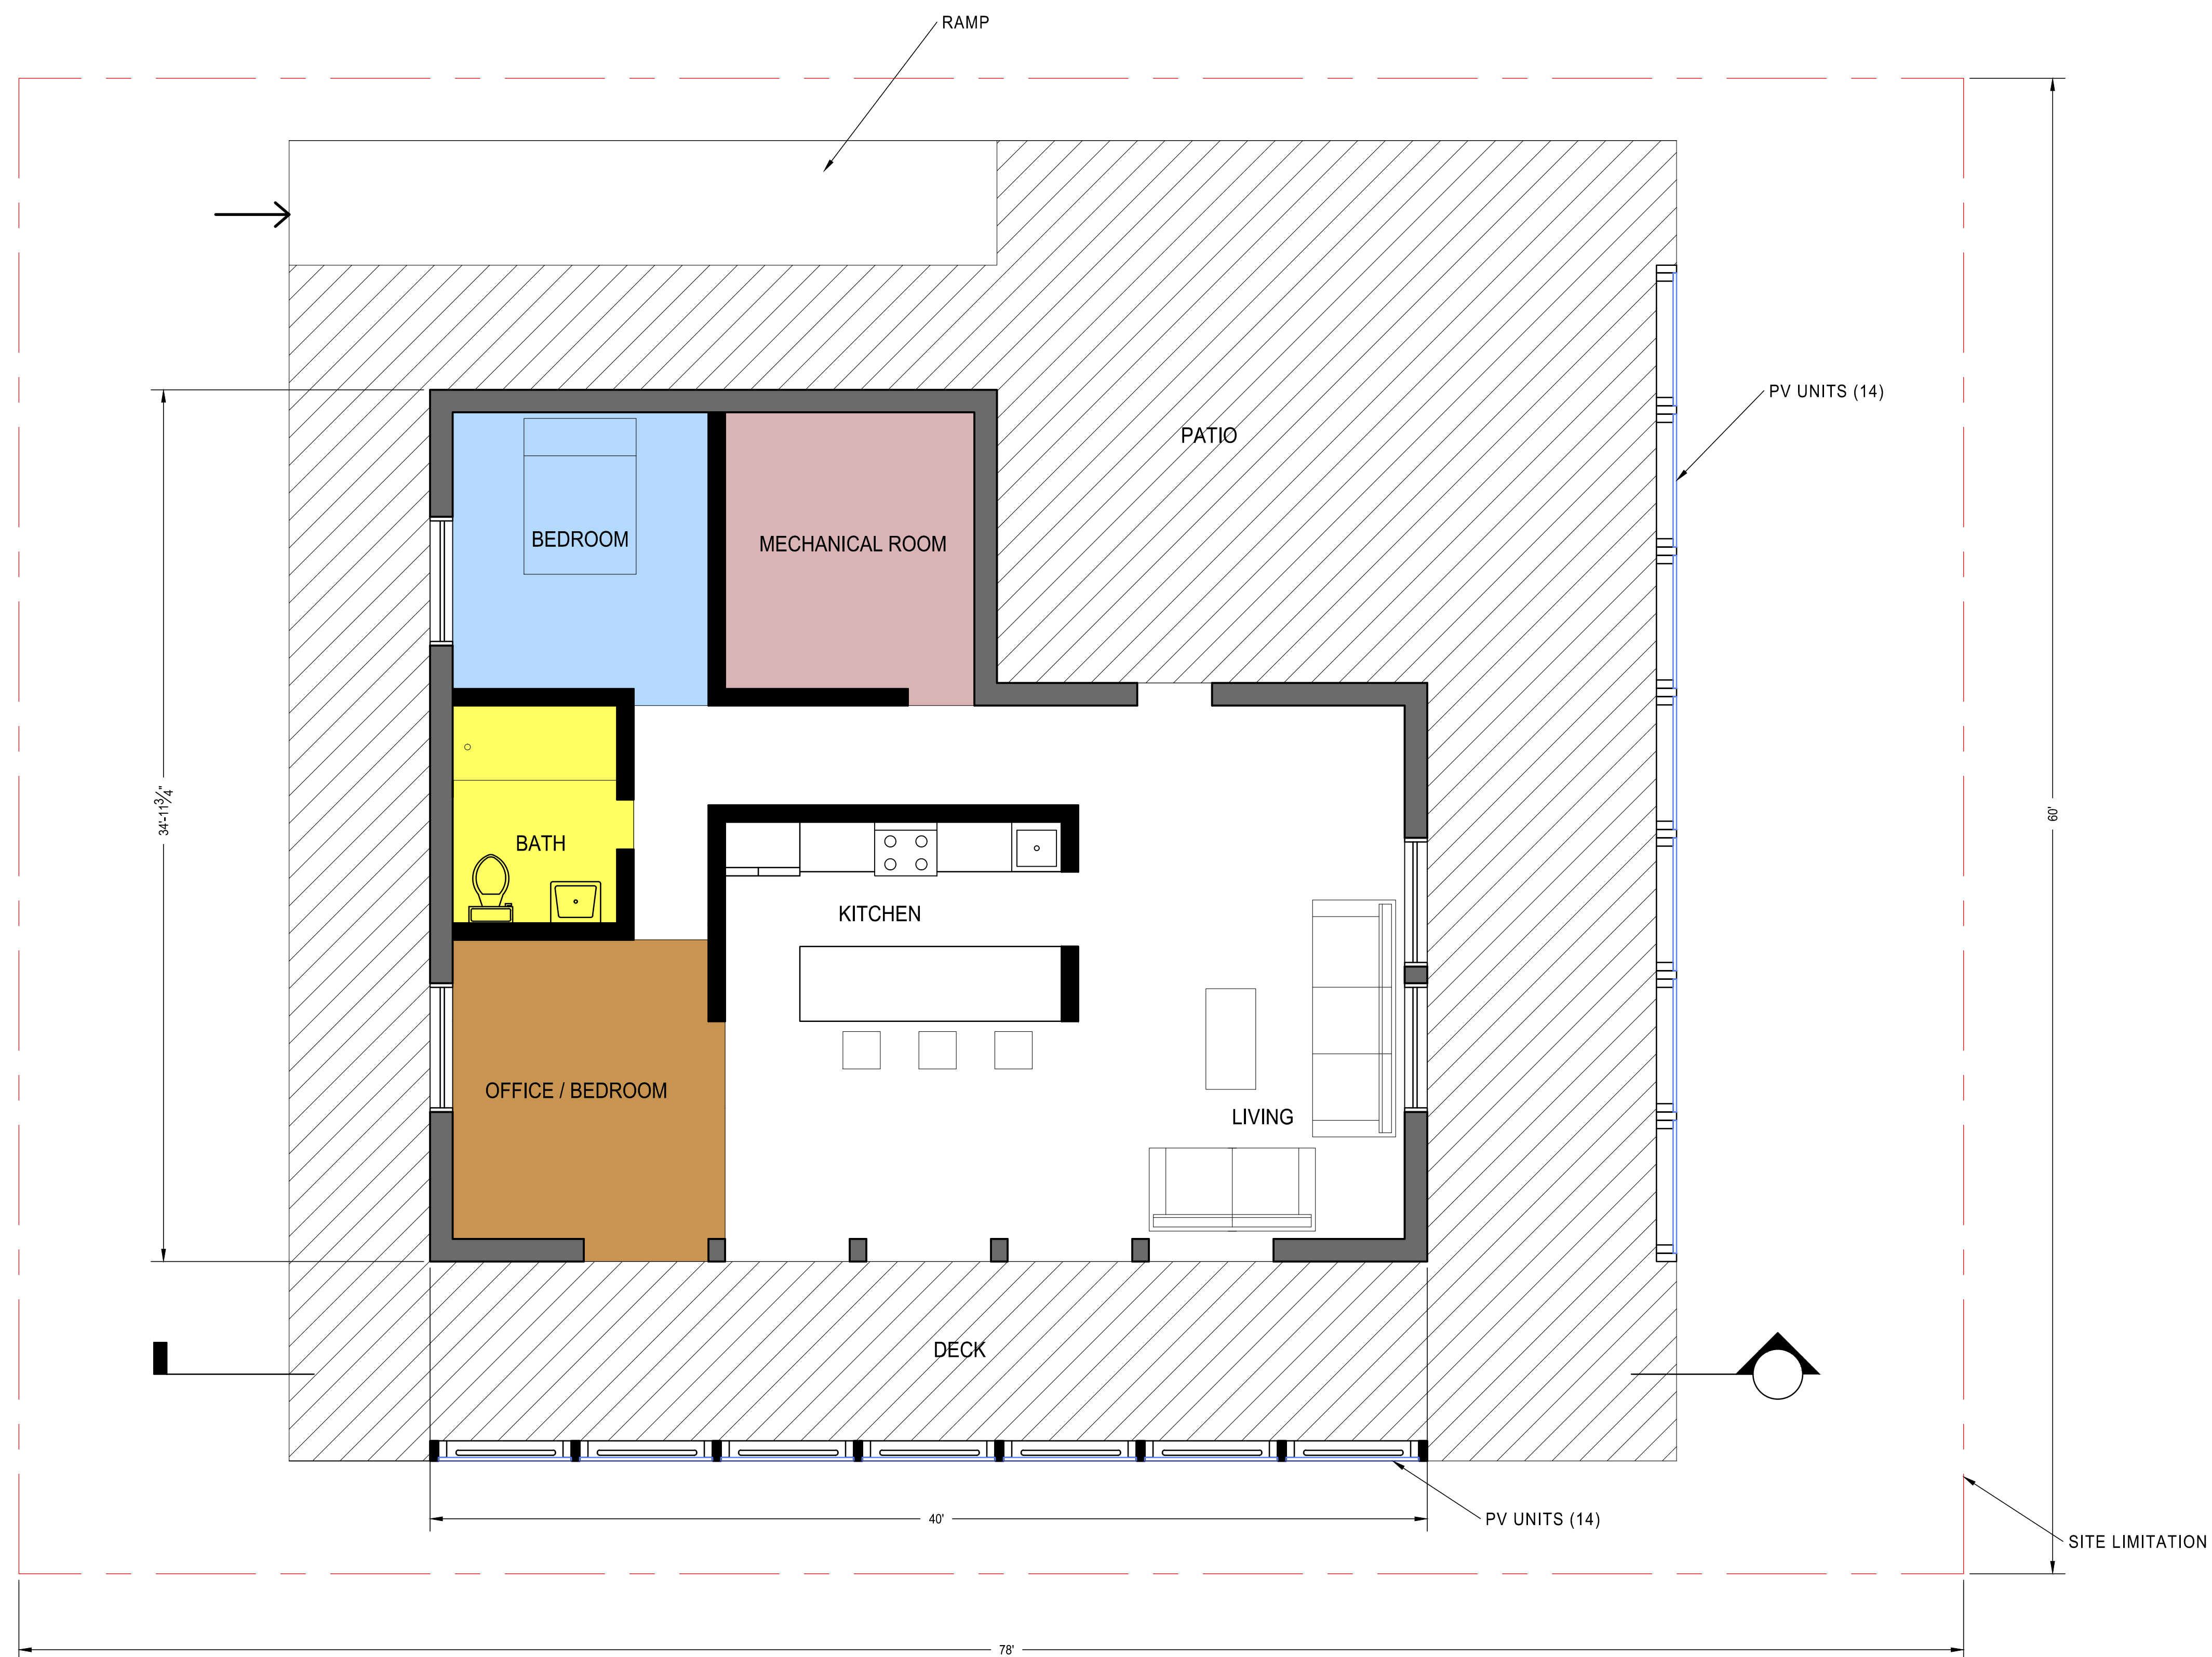 RAMP
PV UNITS (14)
PATIO
BEDROOM
MECHANICAL ROOM
34'-11¾"
60'
BATH
KITCHEN
OFFICE / BEDROOM
LIVING
DECK
40'
PV UNITS (14)
SITE LIMITATION
78'